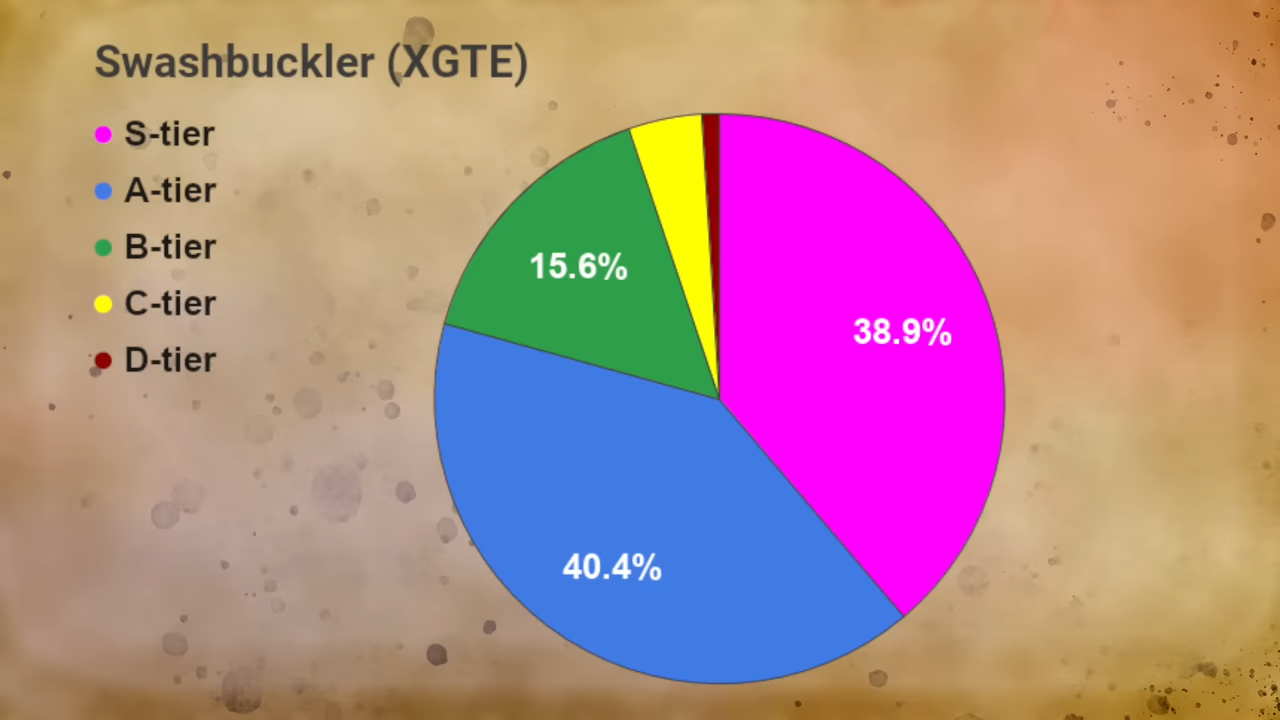 Swashbuckler (XGTE)
S-tier
A-tier
B-tier
C-tier
D-tier
15.6%
38.9%
40.4%